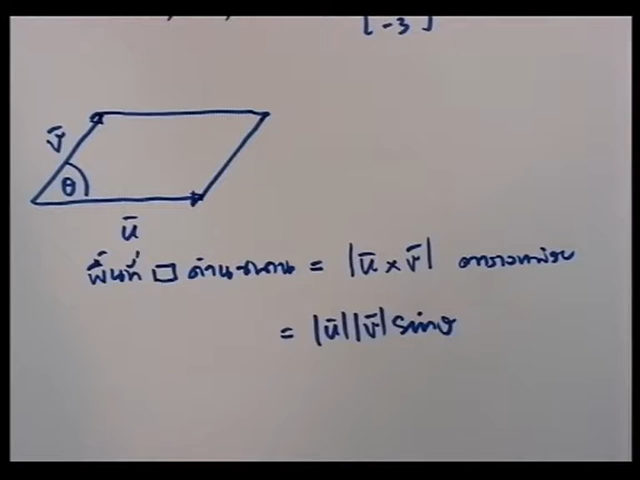 [-3]
v̄
θ
ū
พื้นที่ □ ด้านขนาน = |ū × v̄| ตารางหน่วย
= |ū||v̄| sin θ